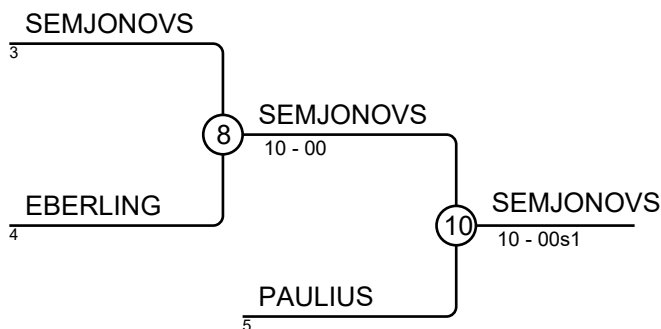 SEMJONOVS
3
8
SEMJONOVS
10 - 00
EBERLING
4
10
SEMJONOVS
10 - 00s1
PAULIUS
5